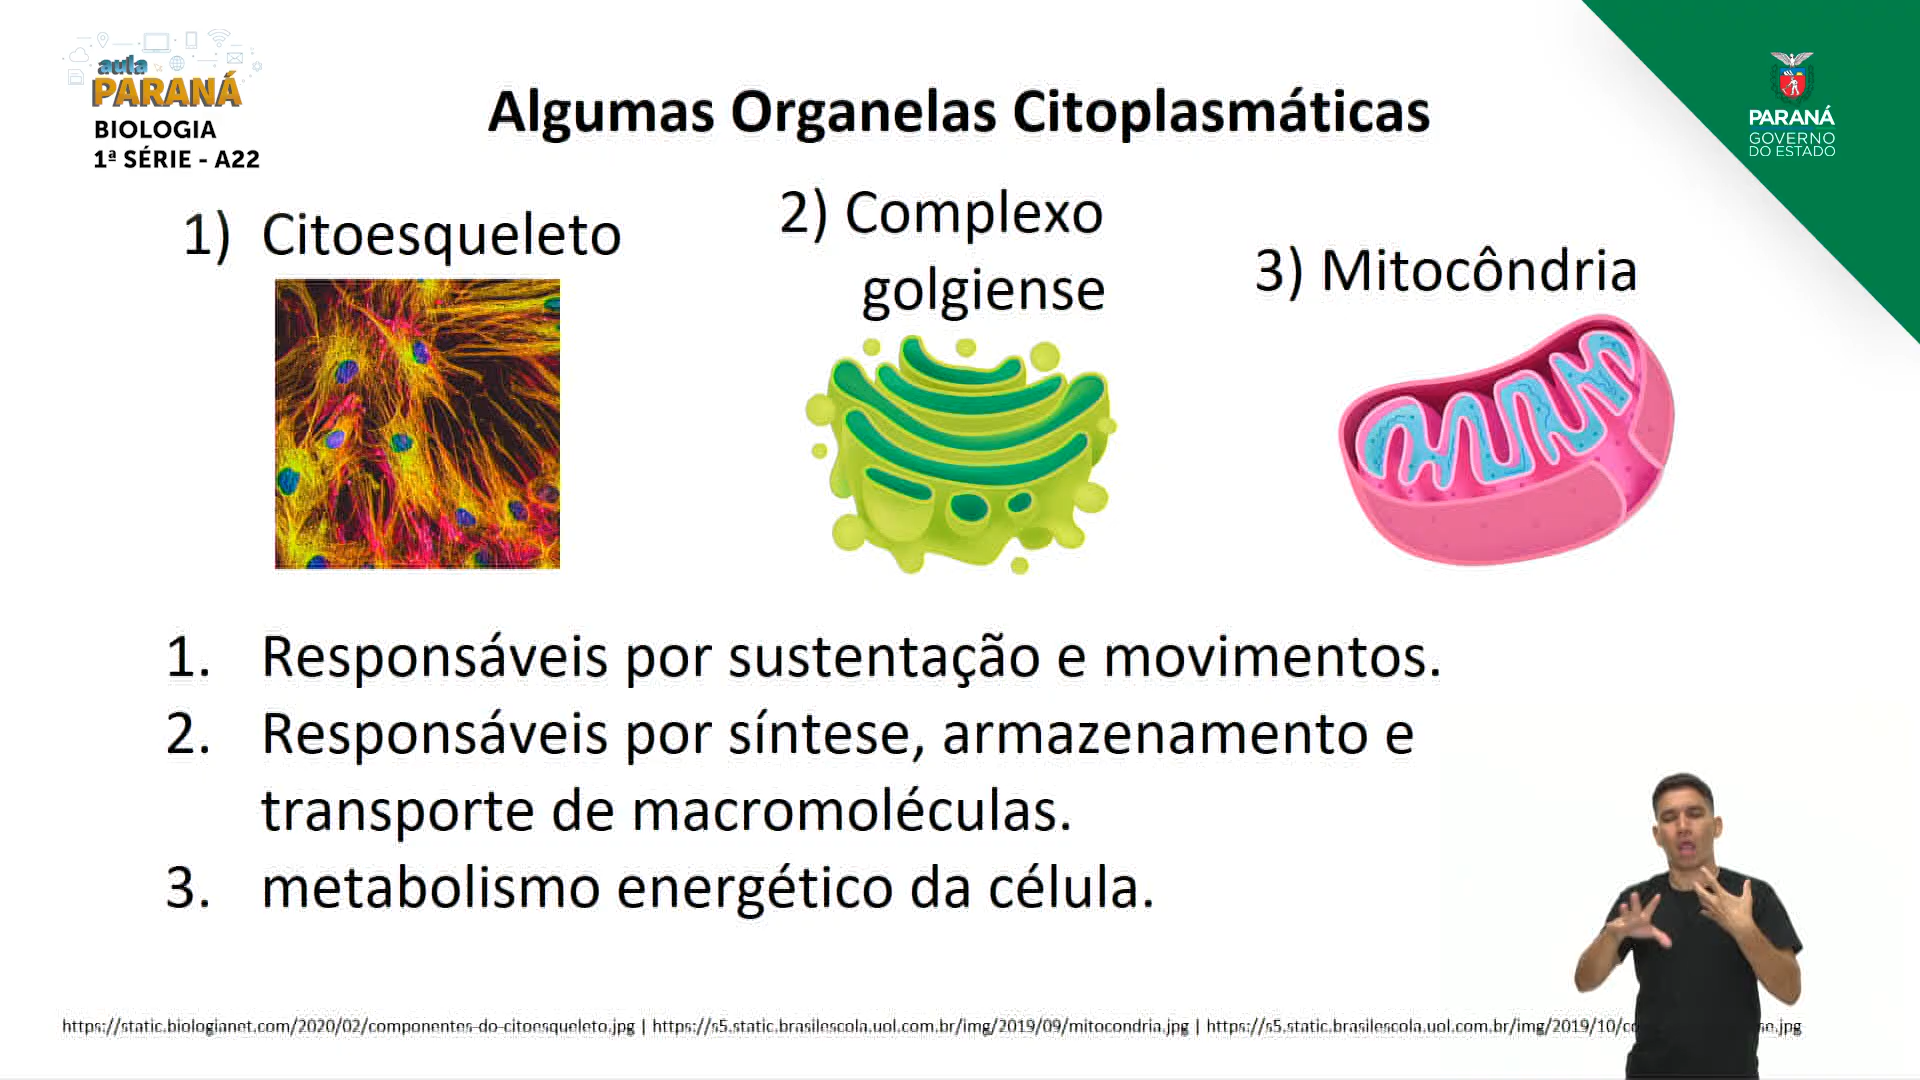 aula
PARANÁ
BIOLOGIA
1ª SÉRIE - A22
Algumas Organelas Citoplasmáticas
PARANÁ
GOVERNO
DO ESTADO
1) Citoesqueleto
2) Complexo
golgiense
3) Mitocôndria
1. Responsáveis por sustentação e movimentos.
2. Responsáveis por síntese, armazenamento e
transporte de macromoléculas.
3. metabolismo energético da célula.
https://static.biologianet.com/2020/02/componentes-do-citoesqueleto.jpg | https://s5.static.brasilescola.uol.com.br/img/2019/09/mitocondria.jpg | https://s5.static.brasilescola.uol.com.br/img/2019/10/